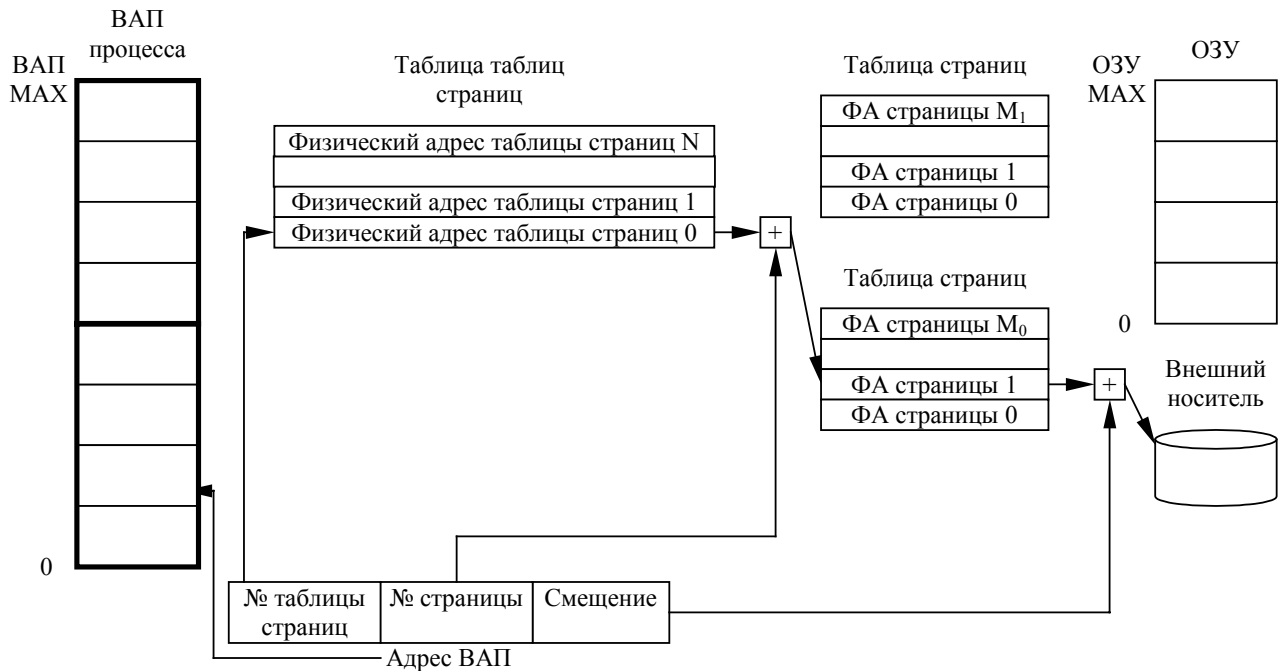 ВАП
процесса
ВАП
MAX
0
Таблица таблиц
страниц
Физический адрес таблицы страниц N
Физический адрес таблицы страниц 1
Физический адрес таблицы страниц 0
+
Таблица страниц
ФА страницы M₁
ФА страницы 1
ФА страницы 0
Таблица страниц
ФА страницы M₀
ФА страницы 1
ФА страницы 0
+
ОЗУ
MAX
ОЗУ
0
Внешний
носитель
№ таблицы
страниц
№ страницы
Смещение
Адрес ВАП